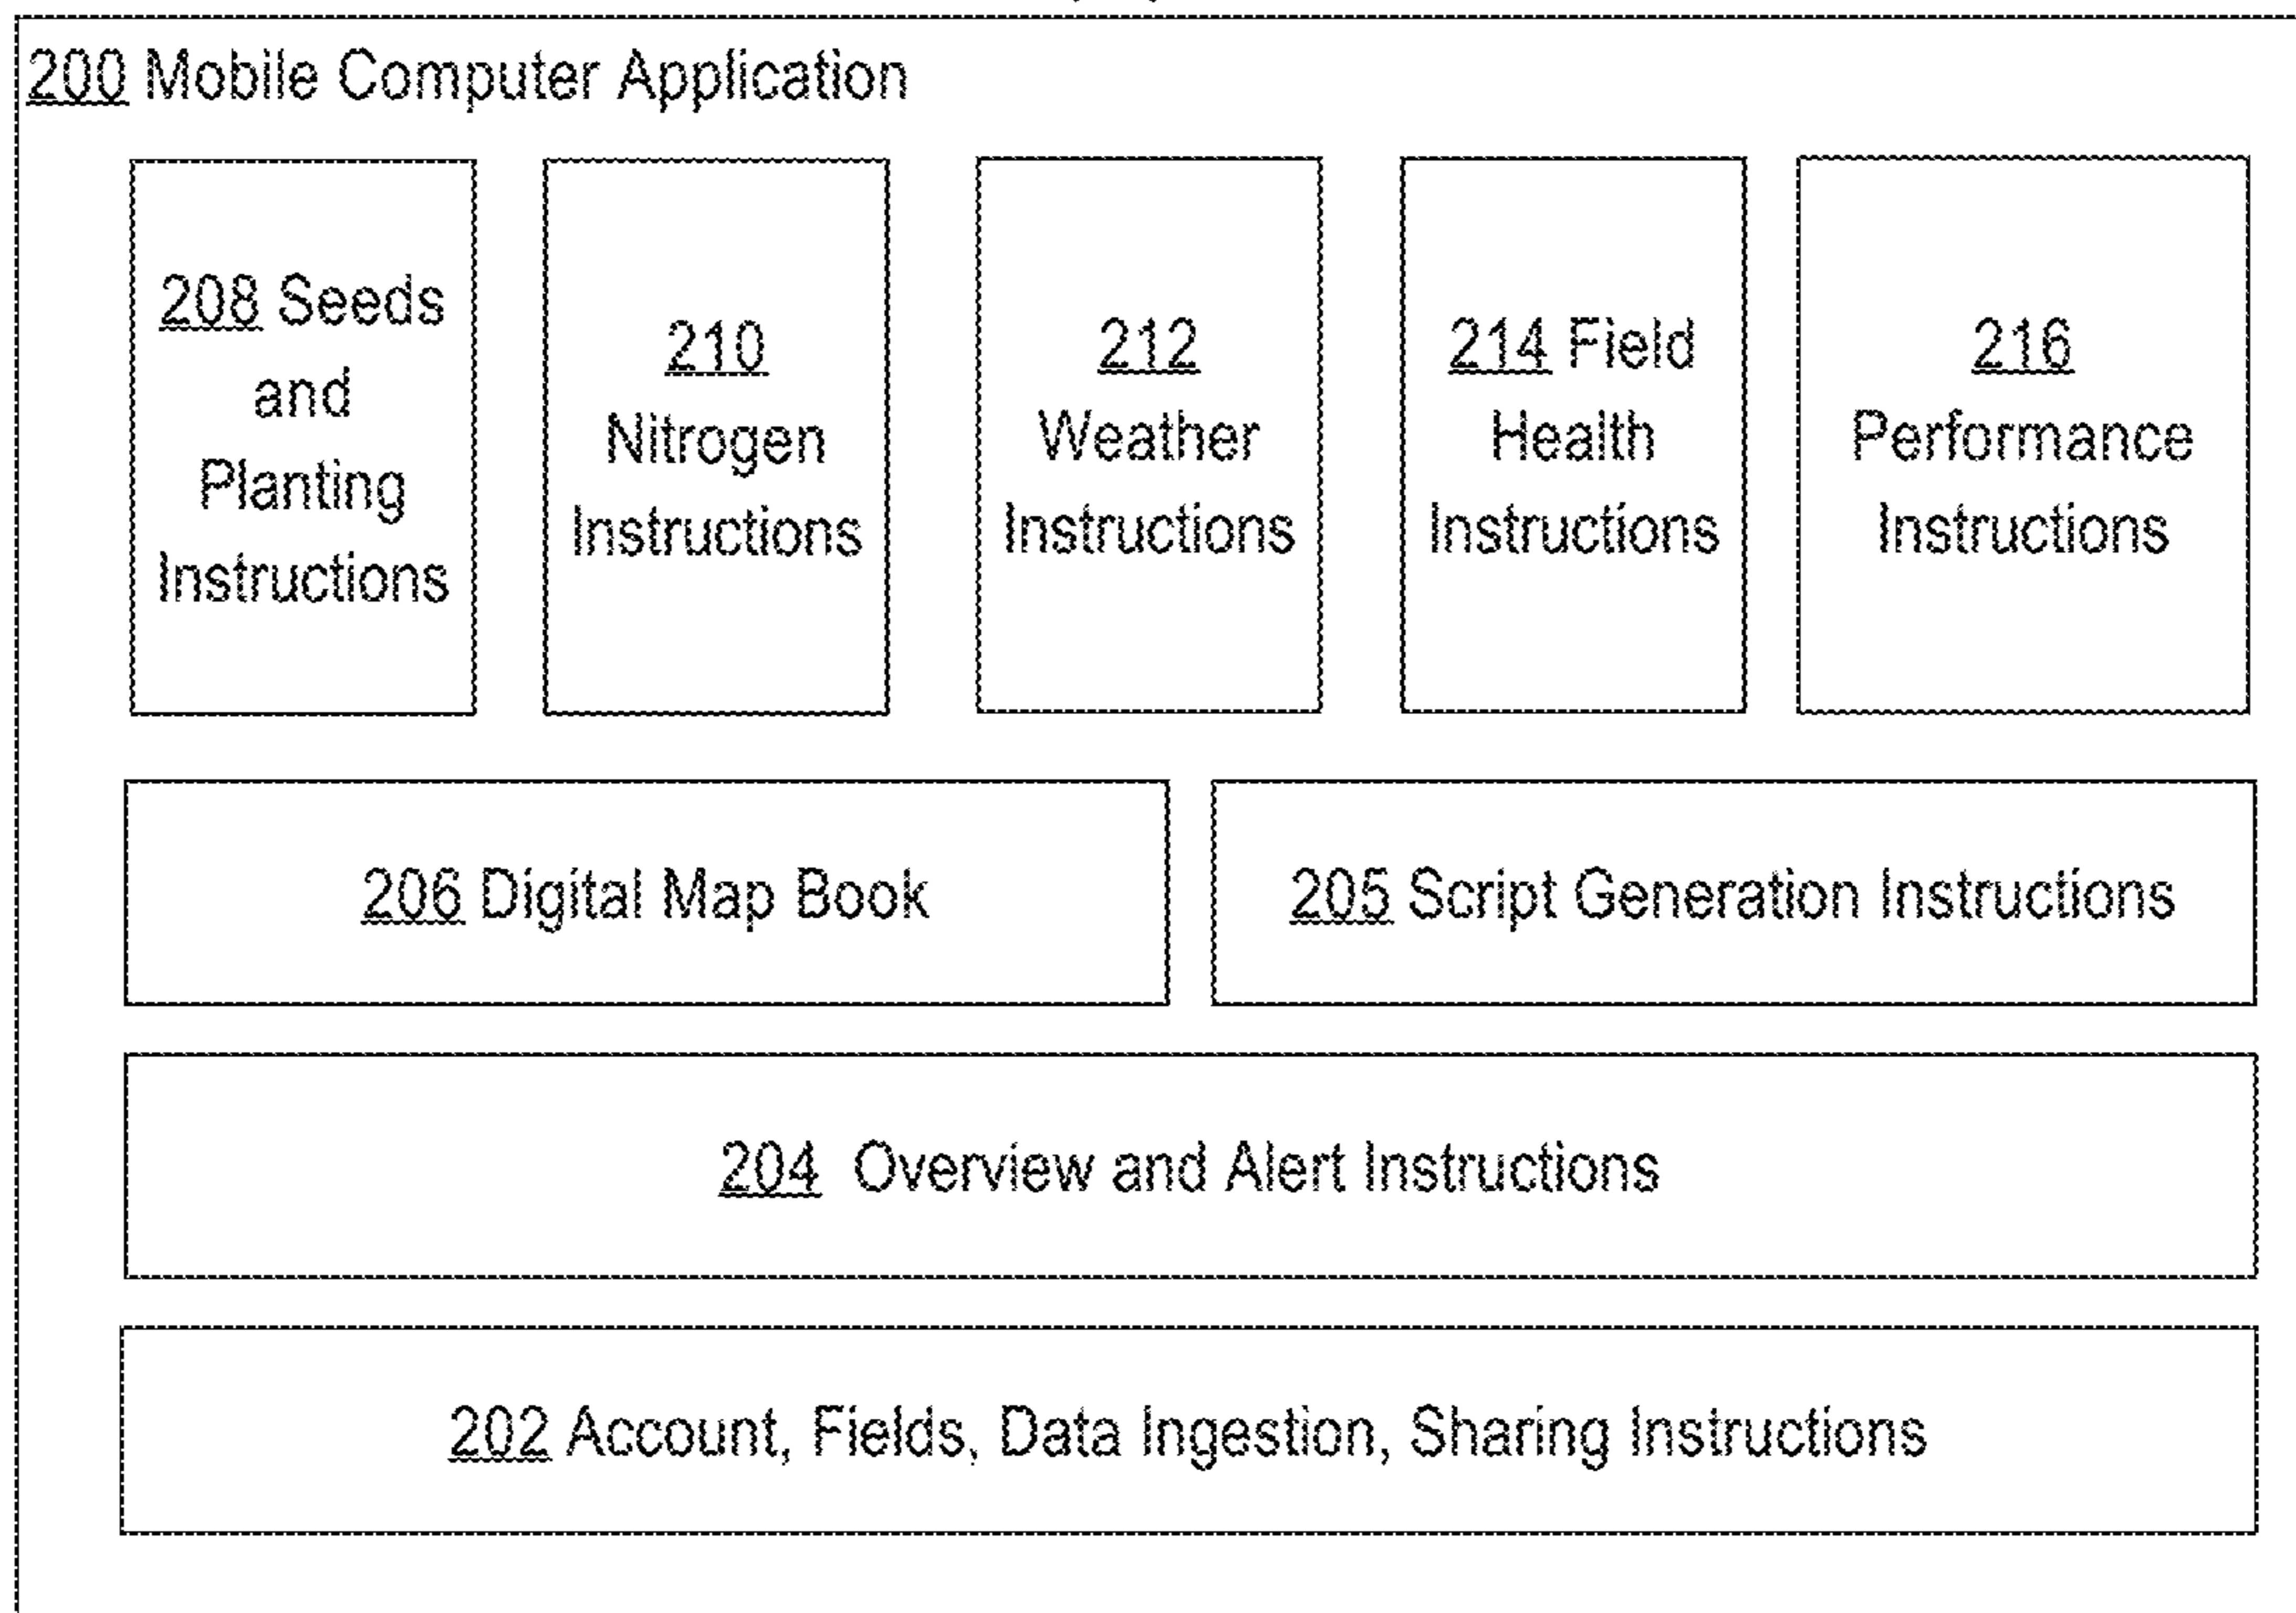 200 Mobile Computer Application
208 Seeds
and
Planting
Instructions
210
Nitrogen
Instructions
212
Weather
Instructions
214 Field
Health
Instructions
216
Performance
Instructions
206 Digital Map Book
205 Script Generation Instructions
204 Overview and Alert Instructions
202 Account, Fields, Data Ingestion, Sharing Instructions